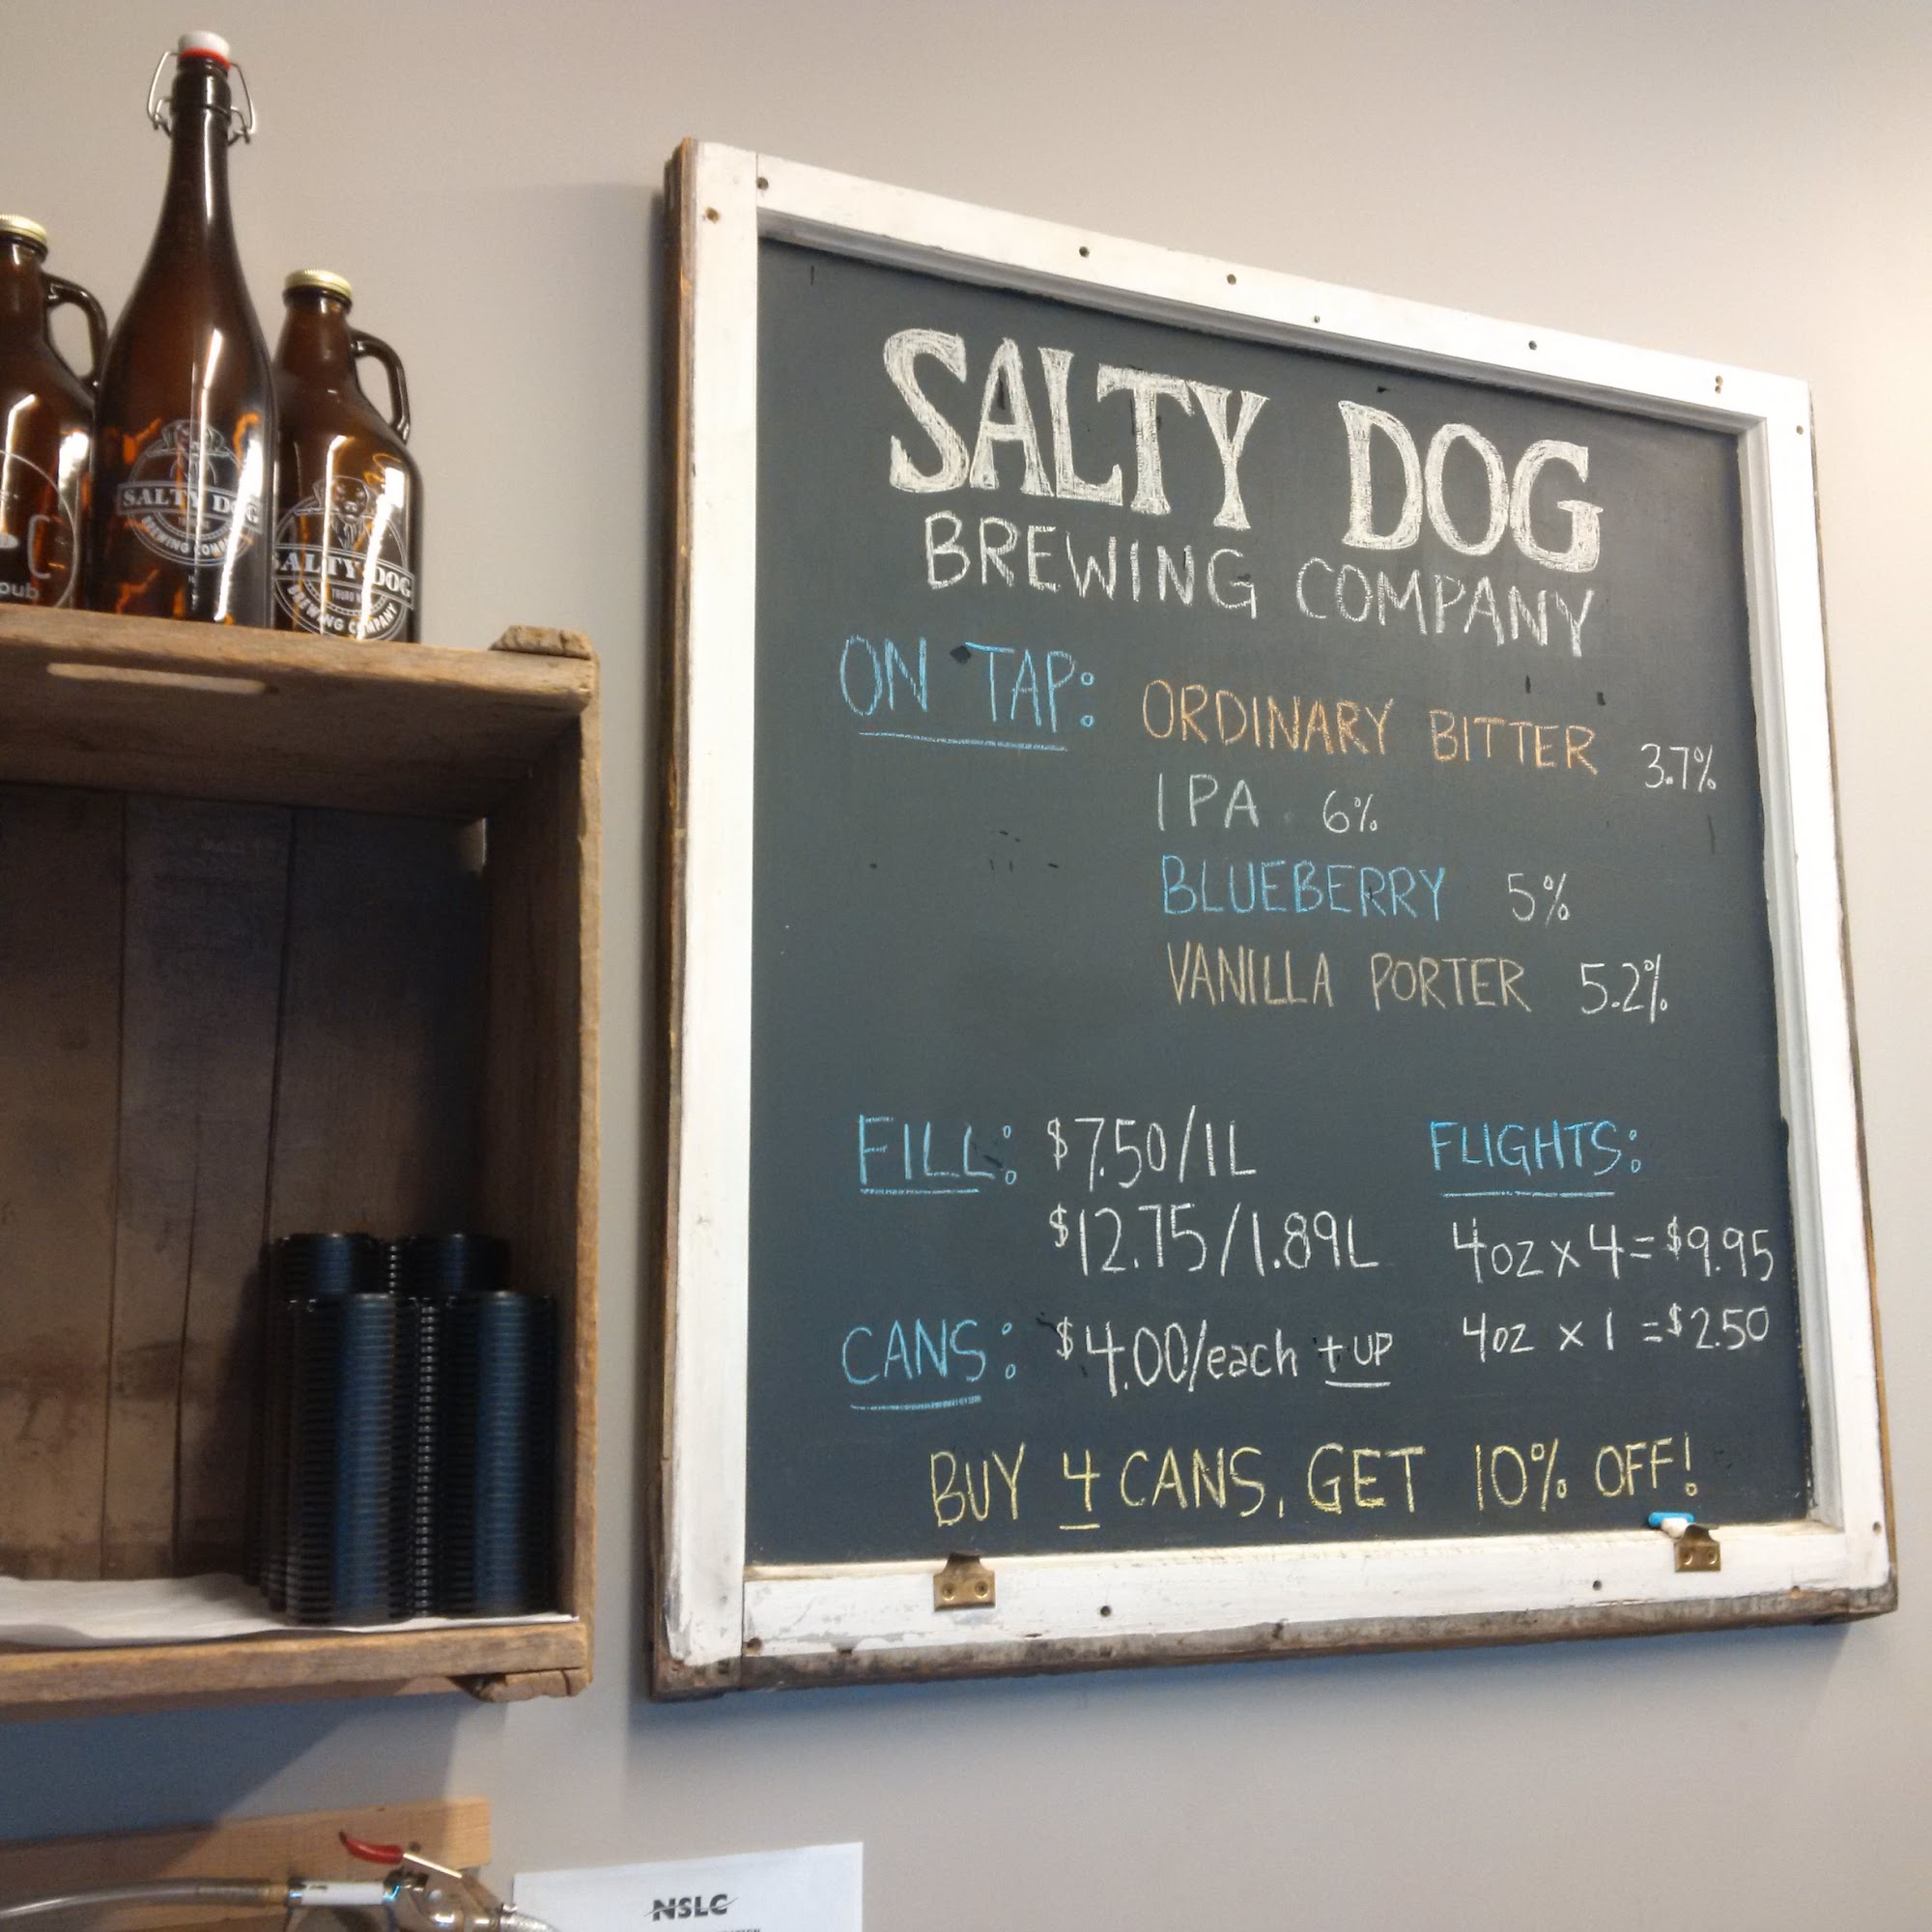 SALTY DOG
BREWING COMPANY
ON TAP: ORDINARY BITTER 3.7%
IPA 6%
BLUEBERRY 5%
VANILLA PORTER 5.2%
FILL: $7.50/1L
$12.75/1.89L
CANS: $4.00/each + UP
FLIGHTS:
4oz x 4 = $9.95
4oz x 1 = $2.50
BUY 4 CANS, GET 10% OFF!
C
pub
SALTY DOG
BREWING COMPANY
SALTY DOG
TRURO
BREWING COMPANY
NSLC